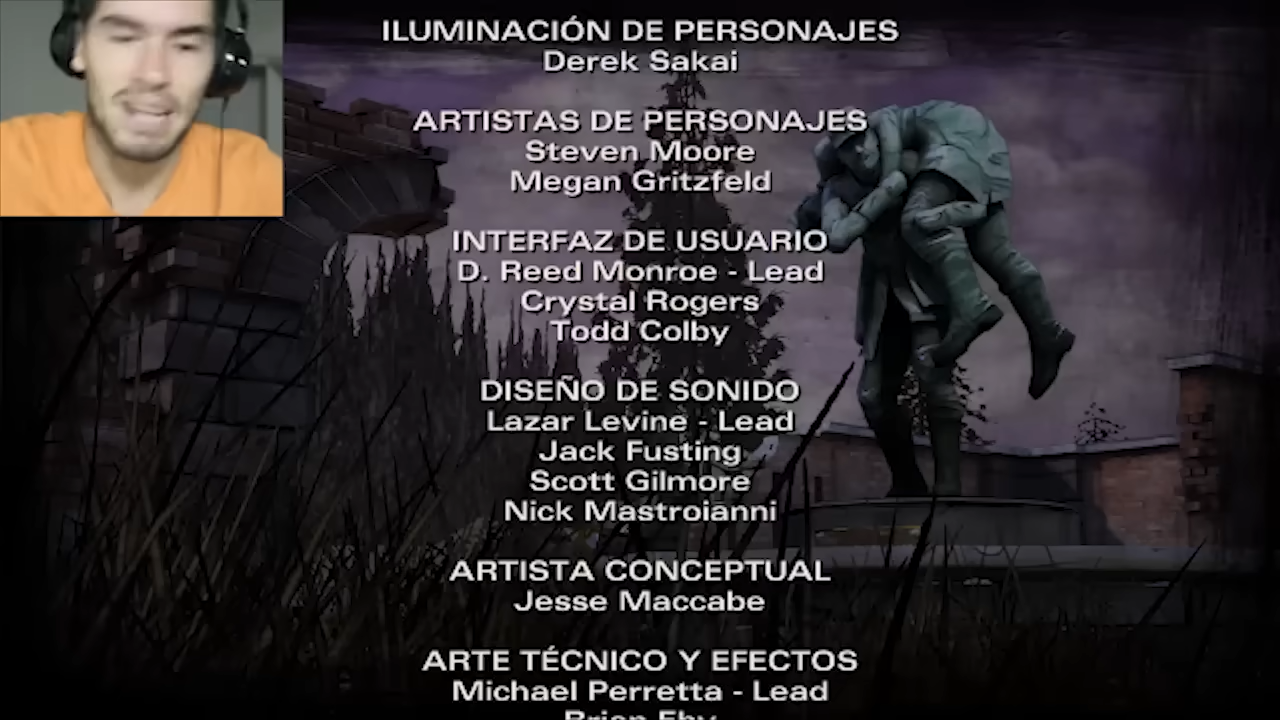 ILUMINACIÓN DE PERSONAJES
Derek Sakai
ARTISTAS DE PERSONAJES
Steven Moore
Megan Gritzfeld
INTERFAZ DE USUARIO
D. Reed Monroe - Lead
Crystal Rogers
Todd Colby
DISEÑO DE SONIDO
Lazar Levine - Lead
Jack Fusting
Scott Gilmore
Nick Mastroianni
ARTISTA CONCEPTUAL
Jesse Maccabe
ARTE TÉCNICO Y EFECTOS
Michael Perretta - Lead